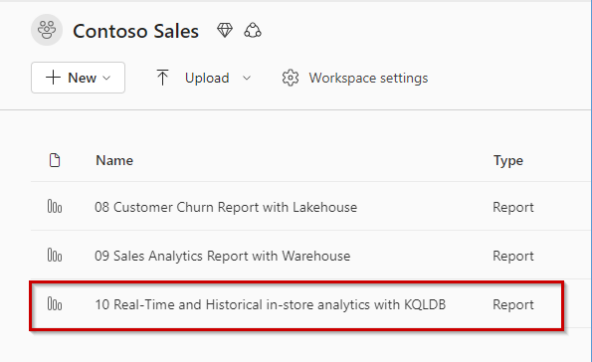 Contoso Sales
New Upload Workspace settings
Name Type
08 Customer Churn Report with Lakehouse Report
09 Sales Analytics Report with Warehouse Report
10 Real-Time and Historical in-store analytics with KQLDB Report